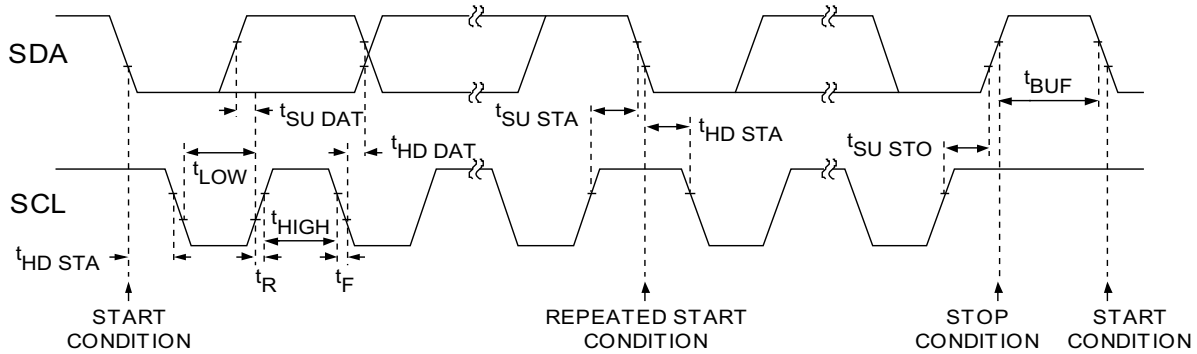 SDA
tSU DAT
tSU STA
tBUF
tHD DAT
tHD STA
tSU STO
tLOW
SCL
tHIGH
tHD STA
tR
tF
START
CONDITION
REPEATED START
CONDITION
STOP
CONDITION
START
CONDITION